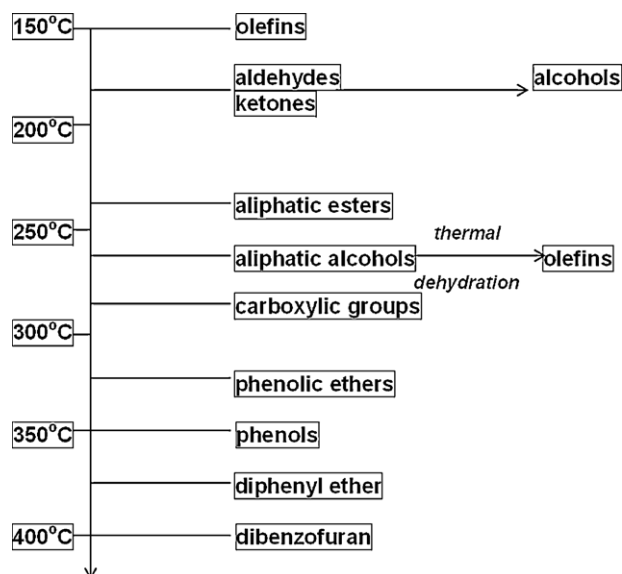 150°C
olefins
aldehydes
ketones
alcohols
200°C
aliphatic esters
250°C
thermal
aliphatic alcohols
olefins
dehydration
carboxylic groups
300°C
phenolic ethers
350°C
phenols
diphenyl ether
400°C
dibenzofuran